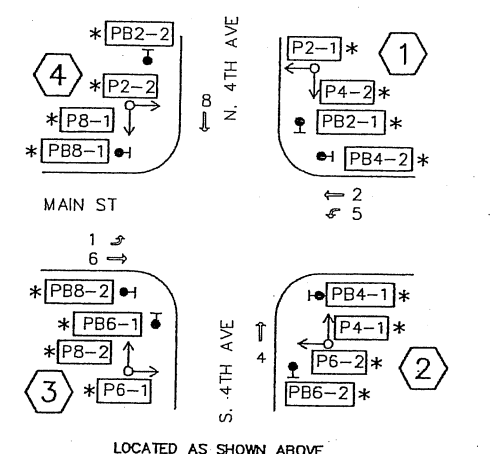 * PB2-2
4
* P2-2
* P8-1
* PB8-1
N. 4TH AVE
8
P2-1 *
1
P4-2 *
PB2-1 *
PB4-2 *
MAIN ST
2
5
1
6
* PB8-2
* PB6-1
* P8-2
3
* P6-1
S. 4TH AVE
4
PB4-1 *
P4-1 *
P6-2 *
2
PB6-2 *
LOCATED AS SHOWN ABOVE